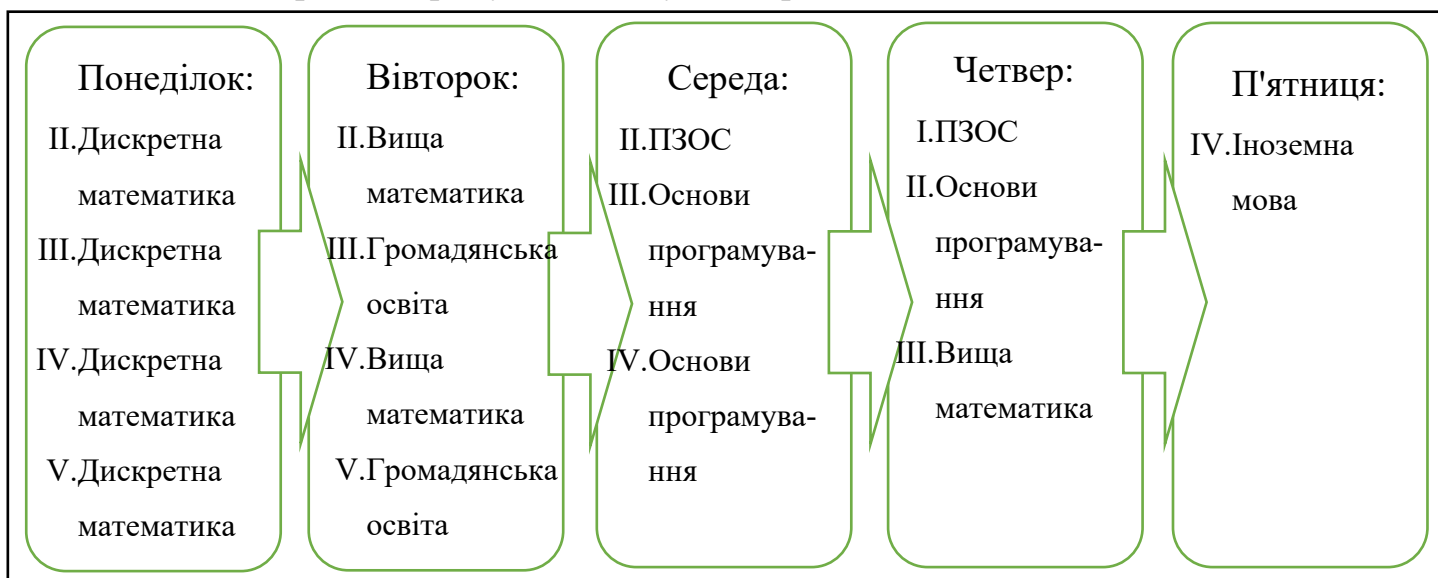 Понеділок:
II.Дискретна
математика
III.Дискретна
математика
IV.Дискретна
математика
V.Дискретна
математика
Вівторок:
II.Вища
математика
III.Громадянська
освіта
IV.Вища
математика
V.Громадянська
освіта
Середа:
II.ПЗОС
III.Основи
програмува-
ння
IV.Основи
програмува-
ння
Четвер:
I.ПЗОС
II.Основи
програмува-
ння
III.Вища
математика
П'ятниця:
IV.Іноземна
мова